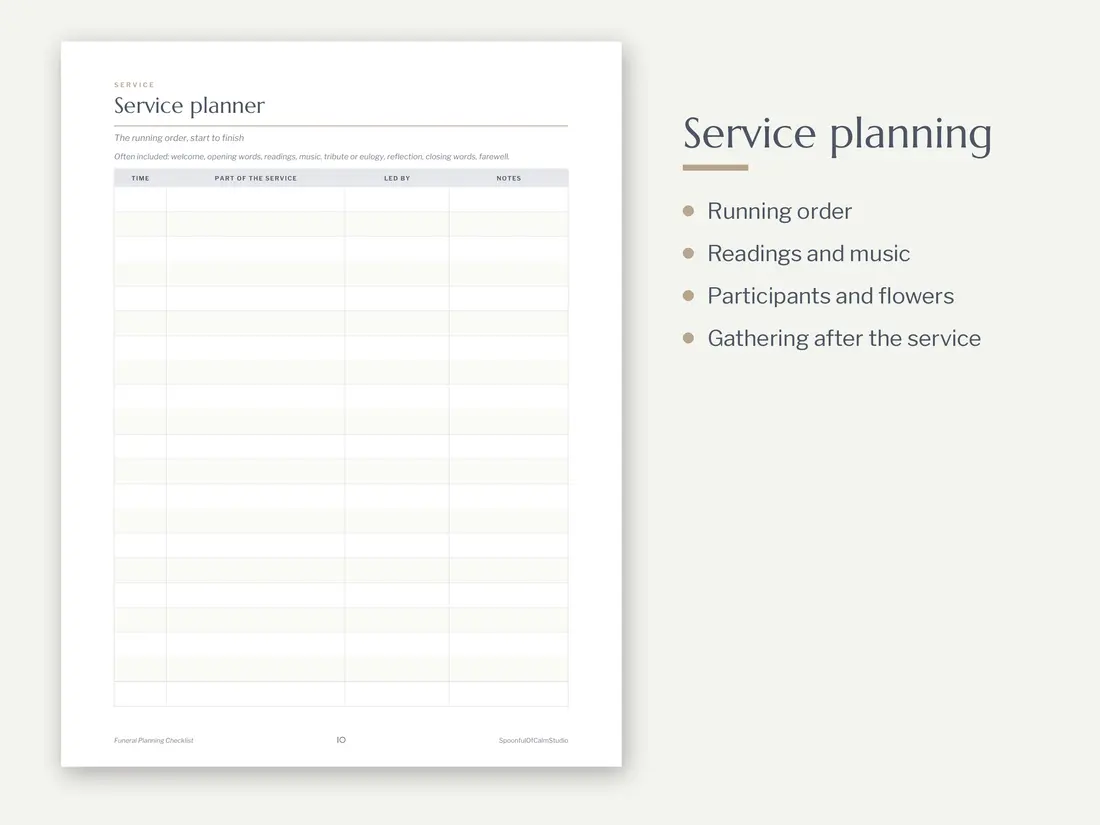 SERVICE
Service planner
The running order, start to finish
Often included: welcome, opening words, readings, music, tribute or eulogy, reflection, closing words, farewell.
TIME PART OF THE SERVICE LED BY NOTES
Funeral Planning Checklist 10 SpoonfulOfCalmStudio
Service planning
Running order
Readings and music
Participants and flowers
Gathering after the service